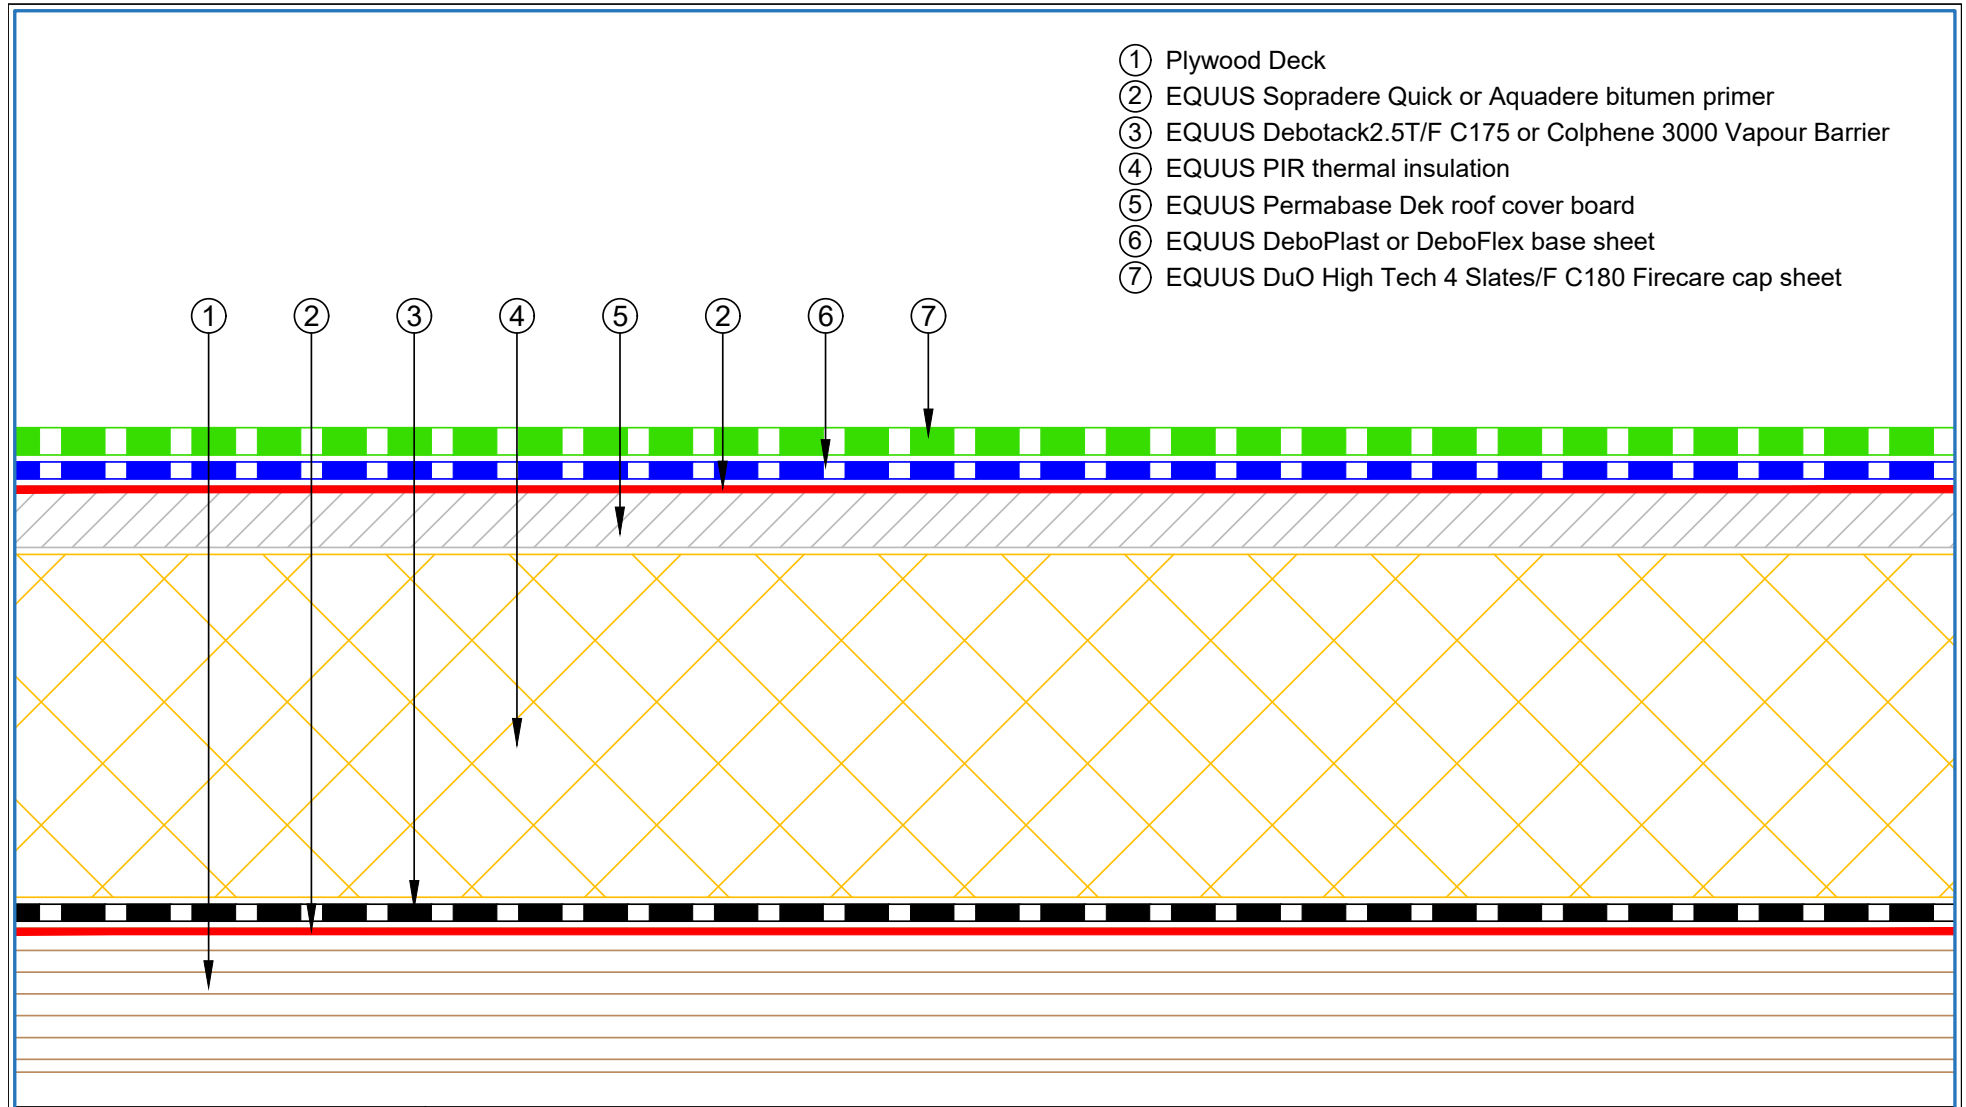 ① Plywood Deck
② EQUUS Sopradere Quick or Aquadere bitumen primer
③ EQUUS Debotack2.5T/F C175 or Colphene 3000 Vapour Barrier
④ EQUUS PIR thermal insulation
⑤ EQUUS Permabase Dek roof cover board
⑥ EQUUS DeboPlast or DeboFlex base sheet
⑦ EQUUS DuO High Tech 4 Slates/F C180 Firecare cap sheet
① ② ③ ④ ⑤ ② ⑥ ⑦